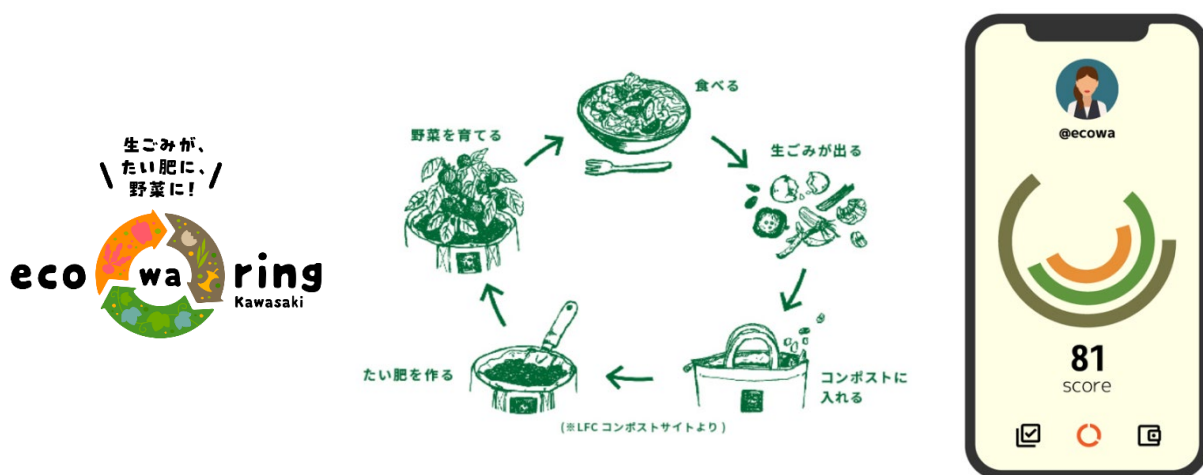 生ごみが、
たい肥に、
野菜に!
eco wa ring
Kawasaki
食べる
生ごみが出る
コンポストに
入れる
たい肥を作る
野菜を育てる
(※LFC コンポストサイトより)
@ecowa
81
score